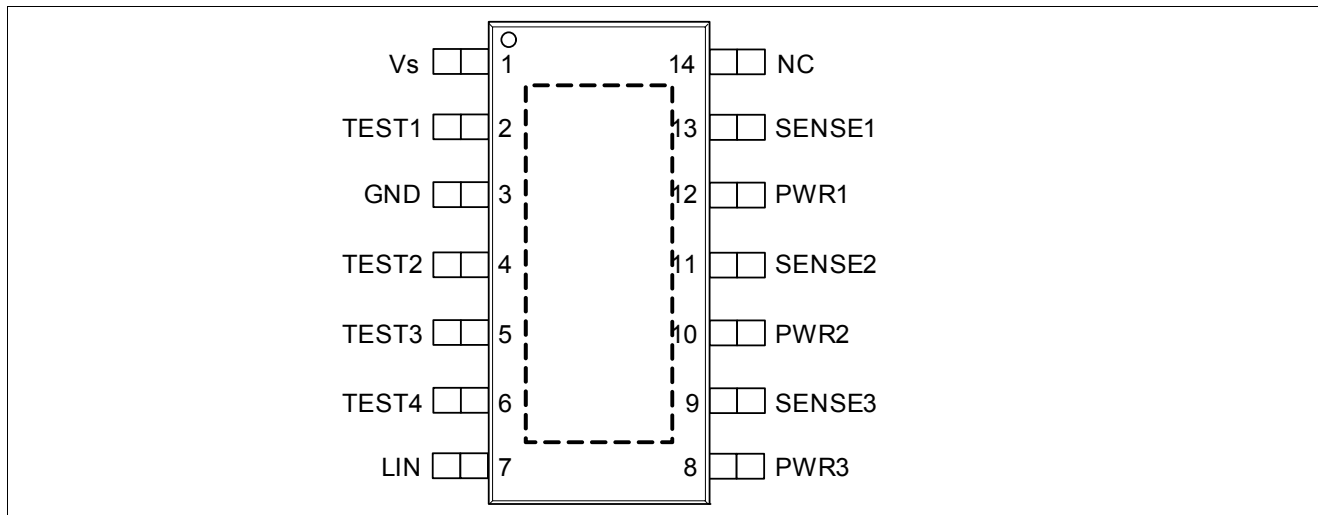 Vs 1 14 NC
TEST1 2 13 SENSE1
GND 3 12 PWR1
TEST2 4 11 SENSE2
TEST3 5 10 PWR2
TEST4 6 9 SENSE3
LIN 7 8 PWR3